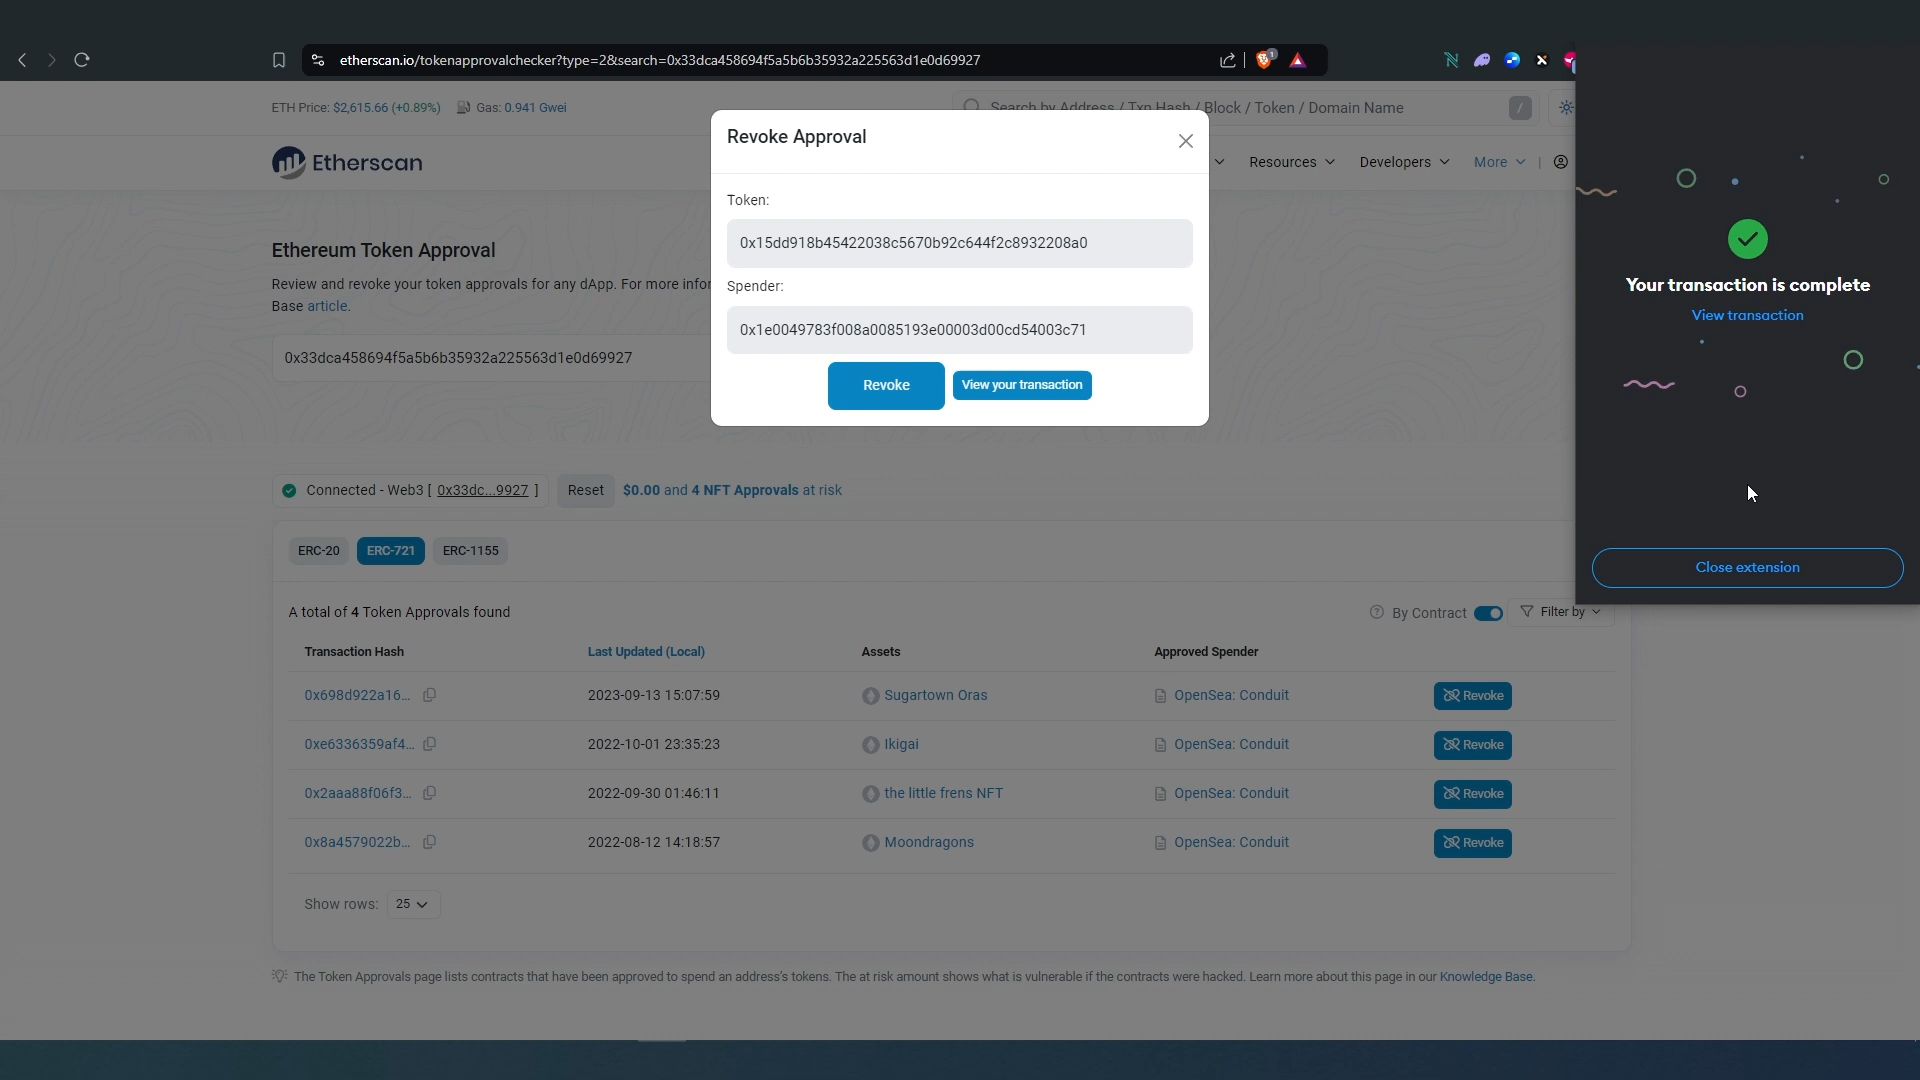 etherscan.io/tokenapprovalchecker?type=2&search=0x33dca458694f5a5b6b35932a225563d1e0d69927
1
ETH Price: $2,615.66 (+0.89%)
Gas: 0.941 Gwei
Search by Address / Txn Hash / Block / Token / Domain Name
/
Etherscan
Resources
Developers
More
Revoke Approval
Token:
0x15dd918b45422038c5670b92c644f2c8932208a0
Spender:
0x1e0049783f008a0085193e00003d00cd54003c71
Revoke
View your transaction
Your transaction is complete
View transaction
Close extension
Ethereum Token Approval
Review and revoke your token approvals for any dApp. For more infor
Base article.
0x33dca458694f5a5b6b35932a225563d1e0d69927
Connected - Web3 [ 0x33dc...9927 ]
Reset
$0.00 and 4 NFT Approvals at risk
ERC-20
ERC-721
ERC-1155
A total of 4 Token Approvals found
By Contract
Filter by
Transaction Hash
Last Updated (Local)
Assets
Approved Spender
0x698d922a16...
2023-09-13 15:07:59
Sugartown Oras
OpenSea: Conduit
Revoke
0xe6336359af4...
2022-10-01 23:35:23
Ikigai
OpenSea: Conduit
Revoke
0x2aaa88f06f3...
2022-09-30 01:46:11
the little frens NFT
OpenSea: Conduit
Revoke
0x8a4579022b...
2022-08-12 14:18:57
Moondragons
OpenSea: Conduit
Revoke
Show rows:
25
The Token Approvals page lists contracts that have been approved to spend an address's tokens. The at risk amount shows what is vulnerable if the contracts were hacked. Learn more about this page in our Knowledge Base.